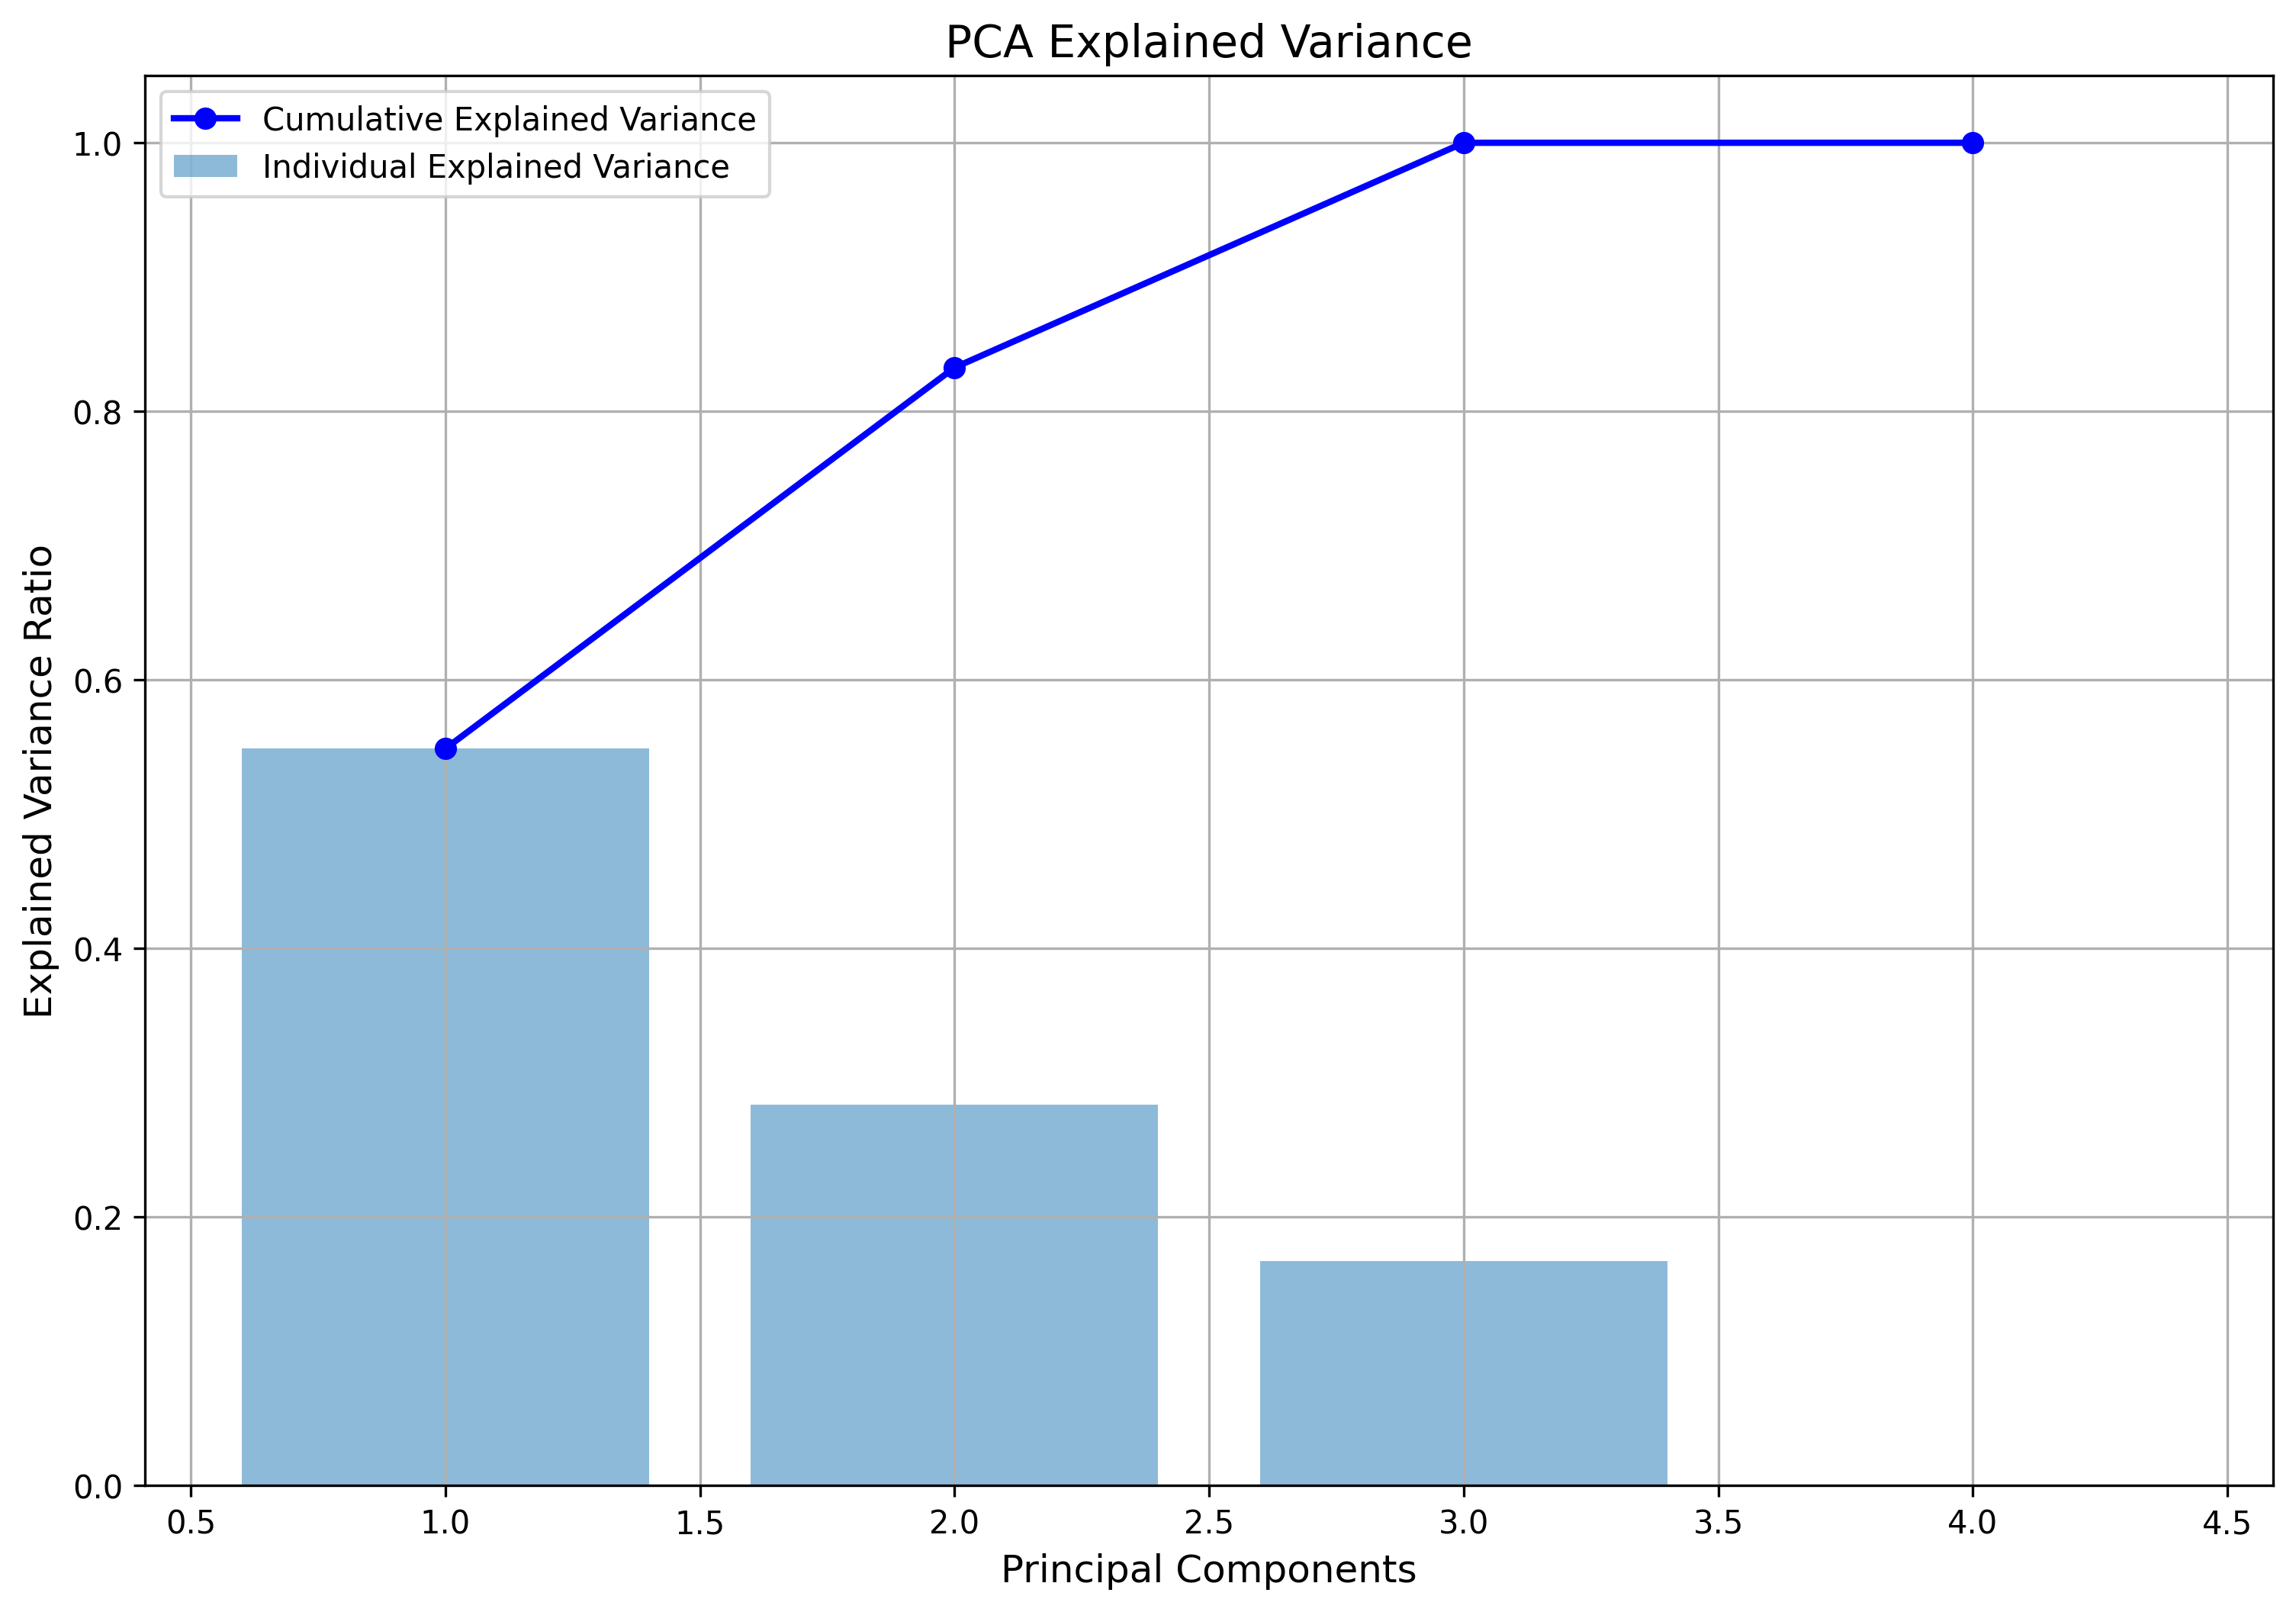 PCA Explained Variance
Cumulative Explained Variance
Individual Explained Variance
Explained Variance Ratio
1.0
0.8
0.6
0.4
0.2
0.0
0.5 1.0 1.5 2.0 2.5 3.0 3.5 4.0 4.5
Principal Components